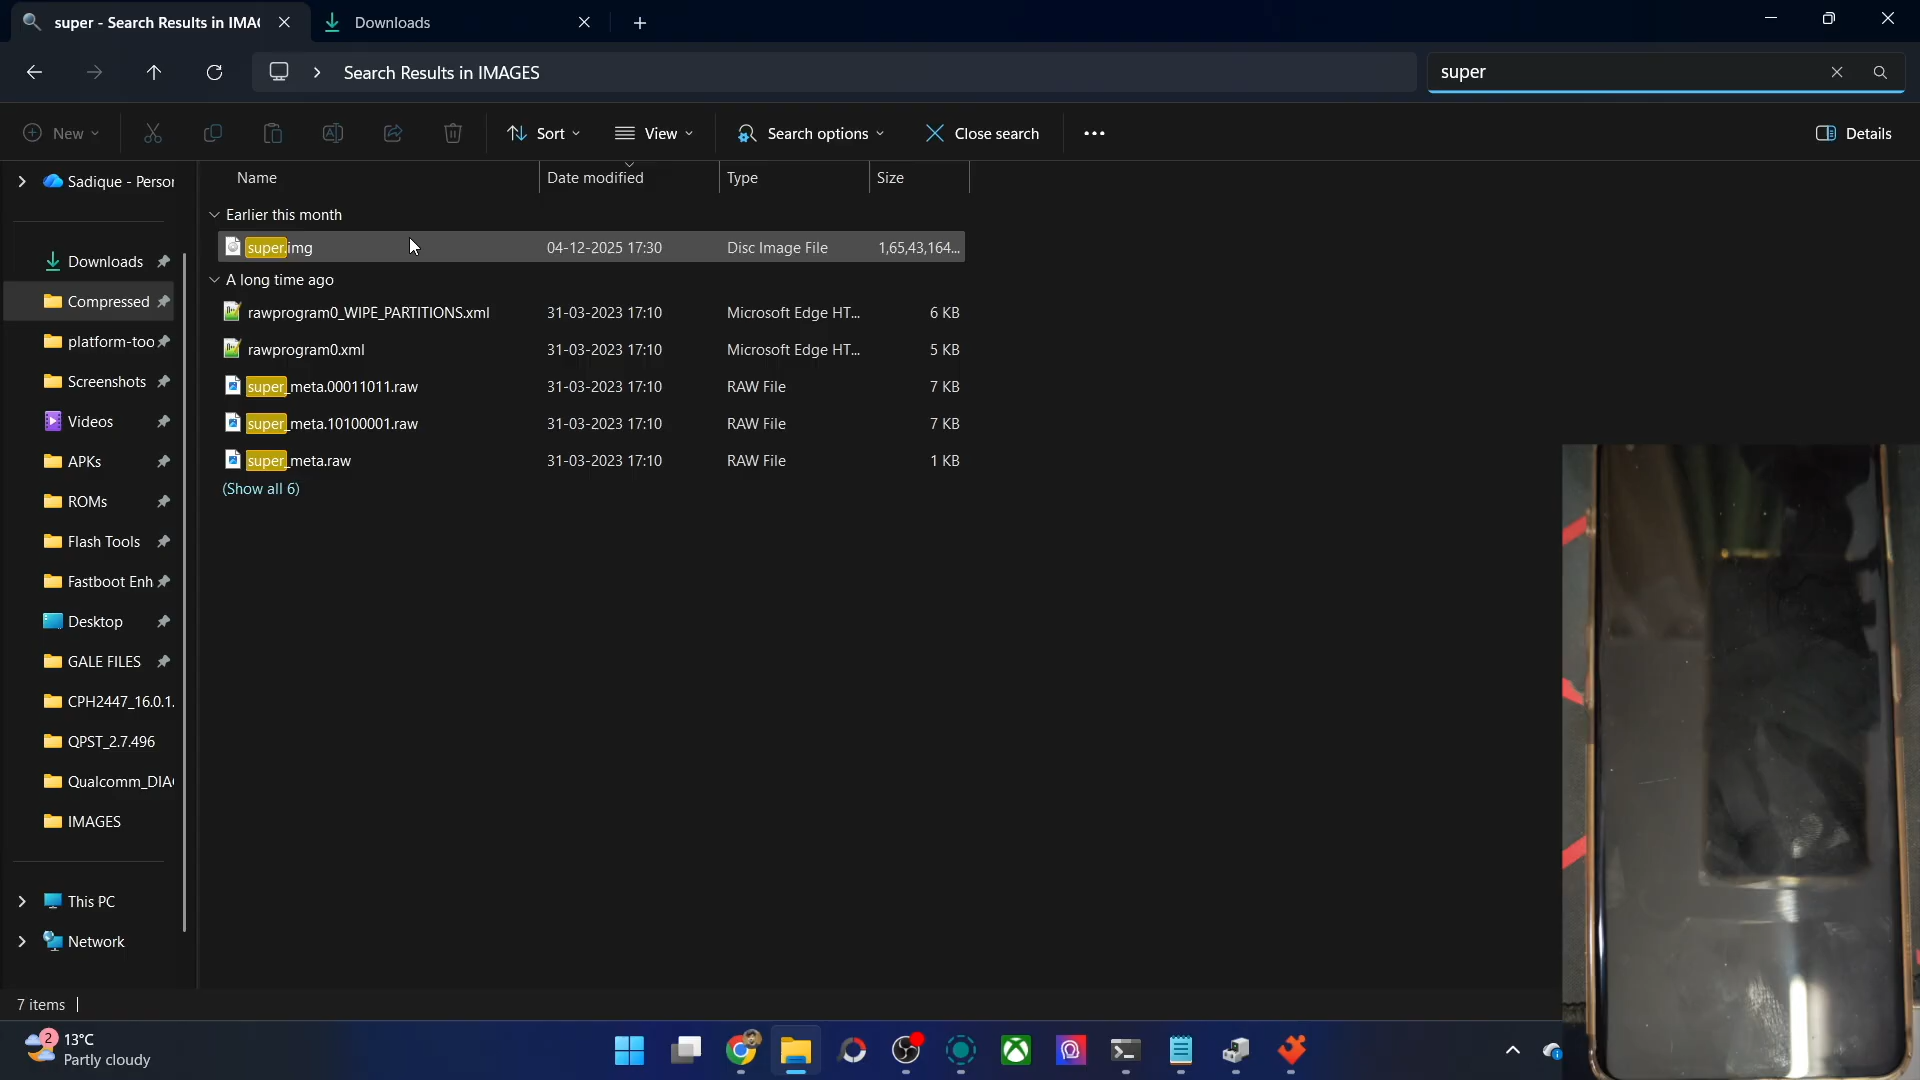 super - Search Results in IMA
Downloads
Search Results in IMAGES
super
New
Sort
View
Search options
Close search
Details
Sadique - Person
Name
Date modified
Type
Size
Earlier this month
super.img
04-12-2025 17:30
Disc Image File
1,65,43,164...
A long time ago
rawprogram0_WIPE_PARTITIONS.xml
31-03-2023 17:10
Microsoft Edge HT...
6 KB
rawprogram0.xml
31-03-2023 17:10
Microsoft Edge HT...
5 KB
super_meta.00011011.raw
31-03-2023 17:10
RAW File
7 KB
super_meta.10100001.raw
31-03-2023 17:10
RAW File
7 KB
super_meta.raw
31-03-2023 17:10
RAW File
1 KB
(Show all 6)
Downloads
Compressed
platform-too
Screenshots
Videos
APKs
ROMs
Flash Tools
Fastboot Enh
Desktop
GALE FILES
CPH2447_16.0.1.
QPST_2.7.496
Qualcomm_DIA
IMAGES
This PC
Network
7 items
2
13°C
Partly cloudy